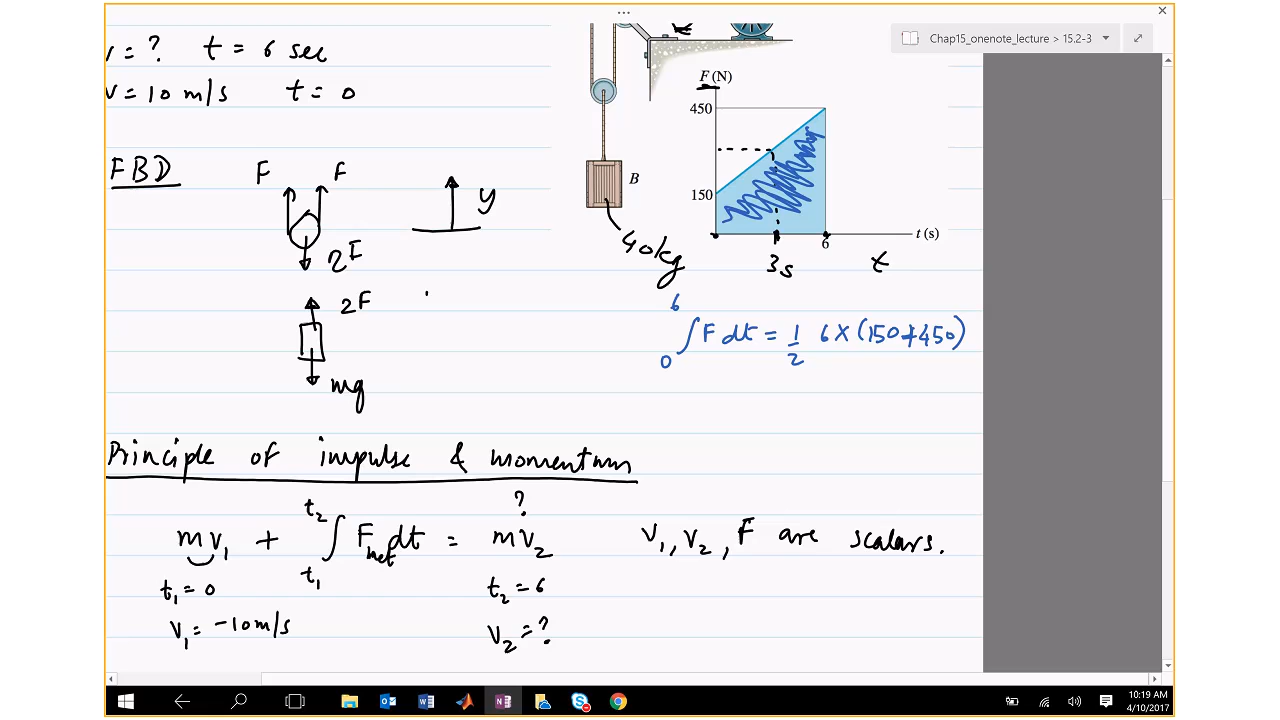 Chap15_onenote_lecture > 15.2-3
v = ? t = 6 sec
v = 10 m/s t = 0
F (N)
450
150
t (s)
6
3s
t
B
40kg
FBD
F F
y
2F
2F
mg
6
∫ F dt = 1/2 6 × (150+450)
0
Principle of impulse & momentum
t₂ ?
mv₁ + ∫ F_net dt = mv₂ v₁, v₂, F are scalars.
t₁
t₁ = 0 t₂ = 6
v₁ = -10 m/s v₂ = ?
10:19 AM
4/10/2017